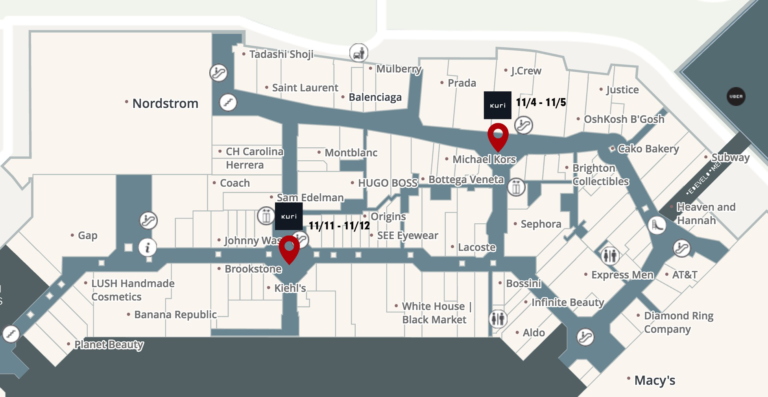 Tadashi Shoji
Mulberry
J.Crew
Prada
Saint Laurent
Balenciaga
Justice
UBER
Nordstrom
kuri
11/4 - 11/5
OshKosh B'Gosh
CH Carolina
Herrera
Montblanc
Michael Kors
Cako Bakery
Subway
Brighton
Collectibles
Coach
HUGO BOSS
Bottega Veneta
Sam Edelman
Heaven and
Hannah
kuri
11/11 - 11/12
Origins
Sephora
Gap
i
Johnny Was
SEE Eyewear
Lacoste
Brookstone
Express Men
AT&T
LUSH Handmade
Cosmetics
Kiehl's
Bossini
Infinite Beauty
Banana Republic
White House |
Black Market
Diamond Ring
Company
Aldo
Planet Beauty
Macy's